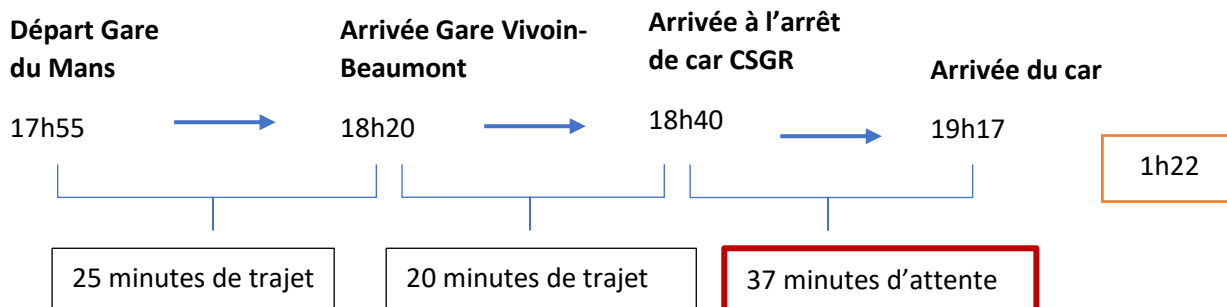 Départ Gare
du Mans
17h55
Arrivée Gare Vivoin-
Beaumont
18h20
Arrivée à l’arrêt
de car CSGR
18h40
Arrivée du car
19h17
1h22
25 minutes de trajet
20 minutes de trajet
37 minutes d’attente